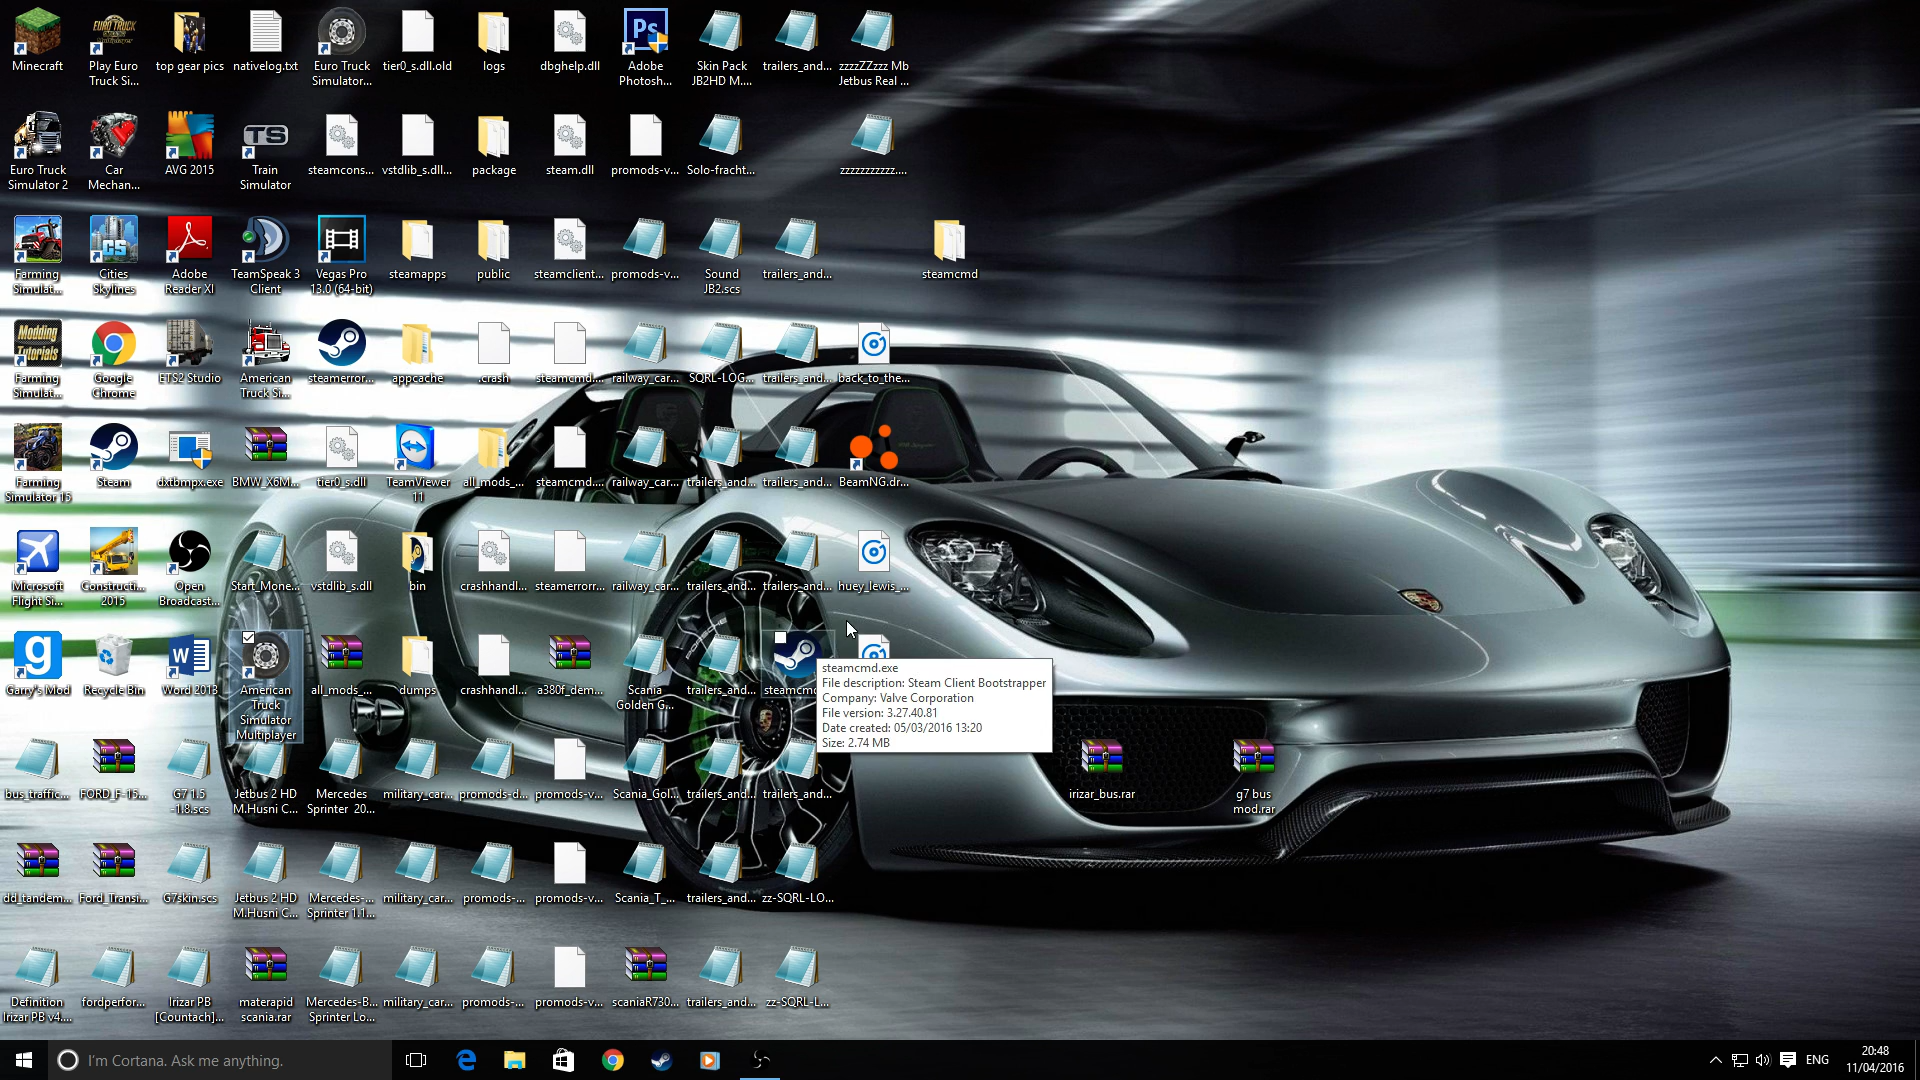 Minecraft
Play Euro
Truck Si...
top gear pics
nativelog.txt
Euro Truck
Simulator...
tier0_s.dll.old
logs
dbghelp.dll
Ps
Adobe
Photosh...
Skin Pack
JB2HD M....
trailers_and...
zzzzZZzzz Mb
Jetbus Real ...
Euro Truck
Simulator 2
Car
Mechan...
AVG 2015
TS
Train
Simulator
steamcons...
vstdlib_s.dll...
package
steam.dll
promods-v...
Solo-fracht...
zzzzzzzzzzz....
Farming
Simulat...
CS
Cities
Skylines
Adobe
Reader XI
TeamSpeak 3
Client
Vegas Pro
13.0 (64-bit)
steamapps
public
steamclient...
promods-v...
Sound
JB2.scs
trailers_and...
steamcmd
Modding
Tutorials
Farming
Simulat...
Google
Chrome
ETS2 Studio
American
Truck Si...
steamerror...
appcache
.crash
steamcmd....
railway_car...
SQRL-LOG...
trailers_and...
back_to_the...
Farming
Simulator 15
Steam
dxtbmpx.exe
BMW_X6M...
tier0_s.dll
TeamViewer
11
all_mods_...
steamcmd....
railway_car...
trailers_and...
trailers_and...
BeamNG.dr...
Microsoft
Flight Si...
Constructi...
2015
Open
Broadcast...
Start_Mone...
vstdlib_s.dll
bin
crashhandl...
steamerrorr...
railway_car...
trailers_and...
trailers_and...
huey_lewis_...
g
Garry's Mod
Recycle Bin
W
Word 2013
American
Truck
Simulator
Multiplayer
all_mods_...
dumps
crashhandl...
a380f_dem...
Scania
Golden G...
trailers_and...
steamcmd
steamcmd.exe
File description: Steam Client Bootstrapper
Company: Valve Corporation
File version: 3.27.40.81
Date created: 05/03/2016 13:20
Size: 2.74 MB
bus_traffic...
FORD_F-15...
G7 1.5
-1.8.scs
Jetbus 2 HD
M.Husni C...
Mercedes
Sprinter 20...
military_car...
promods-d...
promods-v...
Scania_Gol...
trailers_and...
trailers_and...
irizar_bus.rar
g7 bus
mod.rar
dd_tandem...
Ford_Transi...
G7skin.scs
Jetbus 2 HD
M.Husni C...
Mercedes-...
Sprinter 1.1...
military_car...
promods-...
promods-v...
Scania_T_...
trailers_and...
zz-SQRL-LO...
Definition
Irizar PB v4....
fordperfor...
Irizar PB
[Countach]...
materapid
scania.rar
Mercedes-B...
Sprinter Lo...
military_car...
promods-...
promods-v...
scaniaR730...
trailers_and...
zz-SQRL-L...
I'm Cortana. Ask me anything.
ENG
20:48
11/04/2016